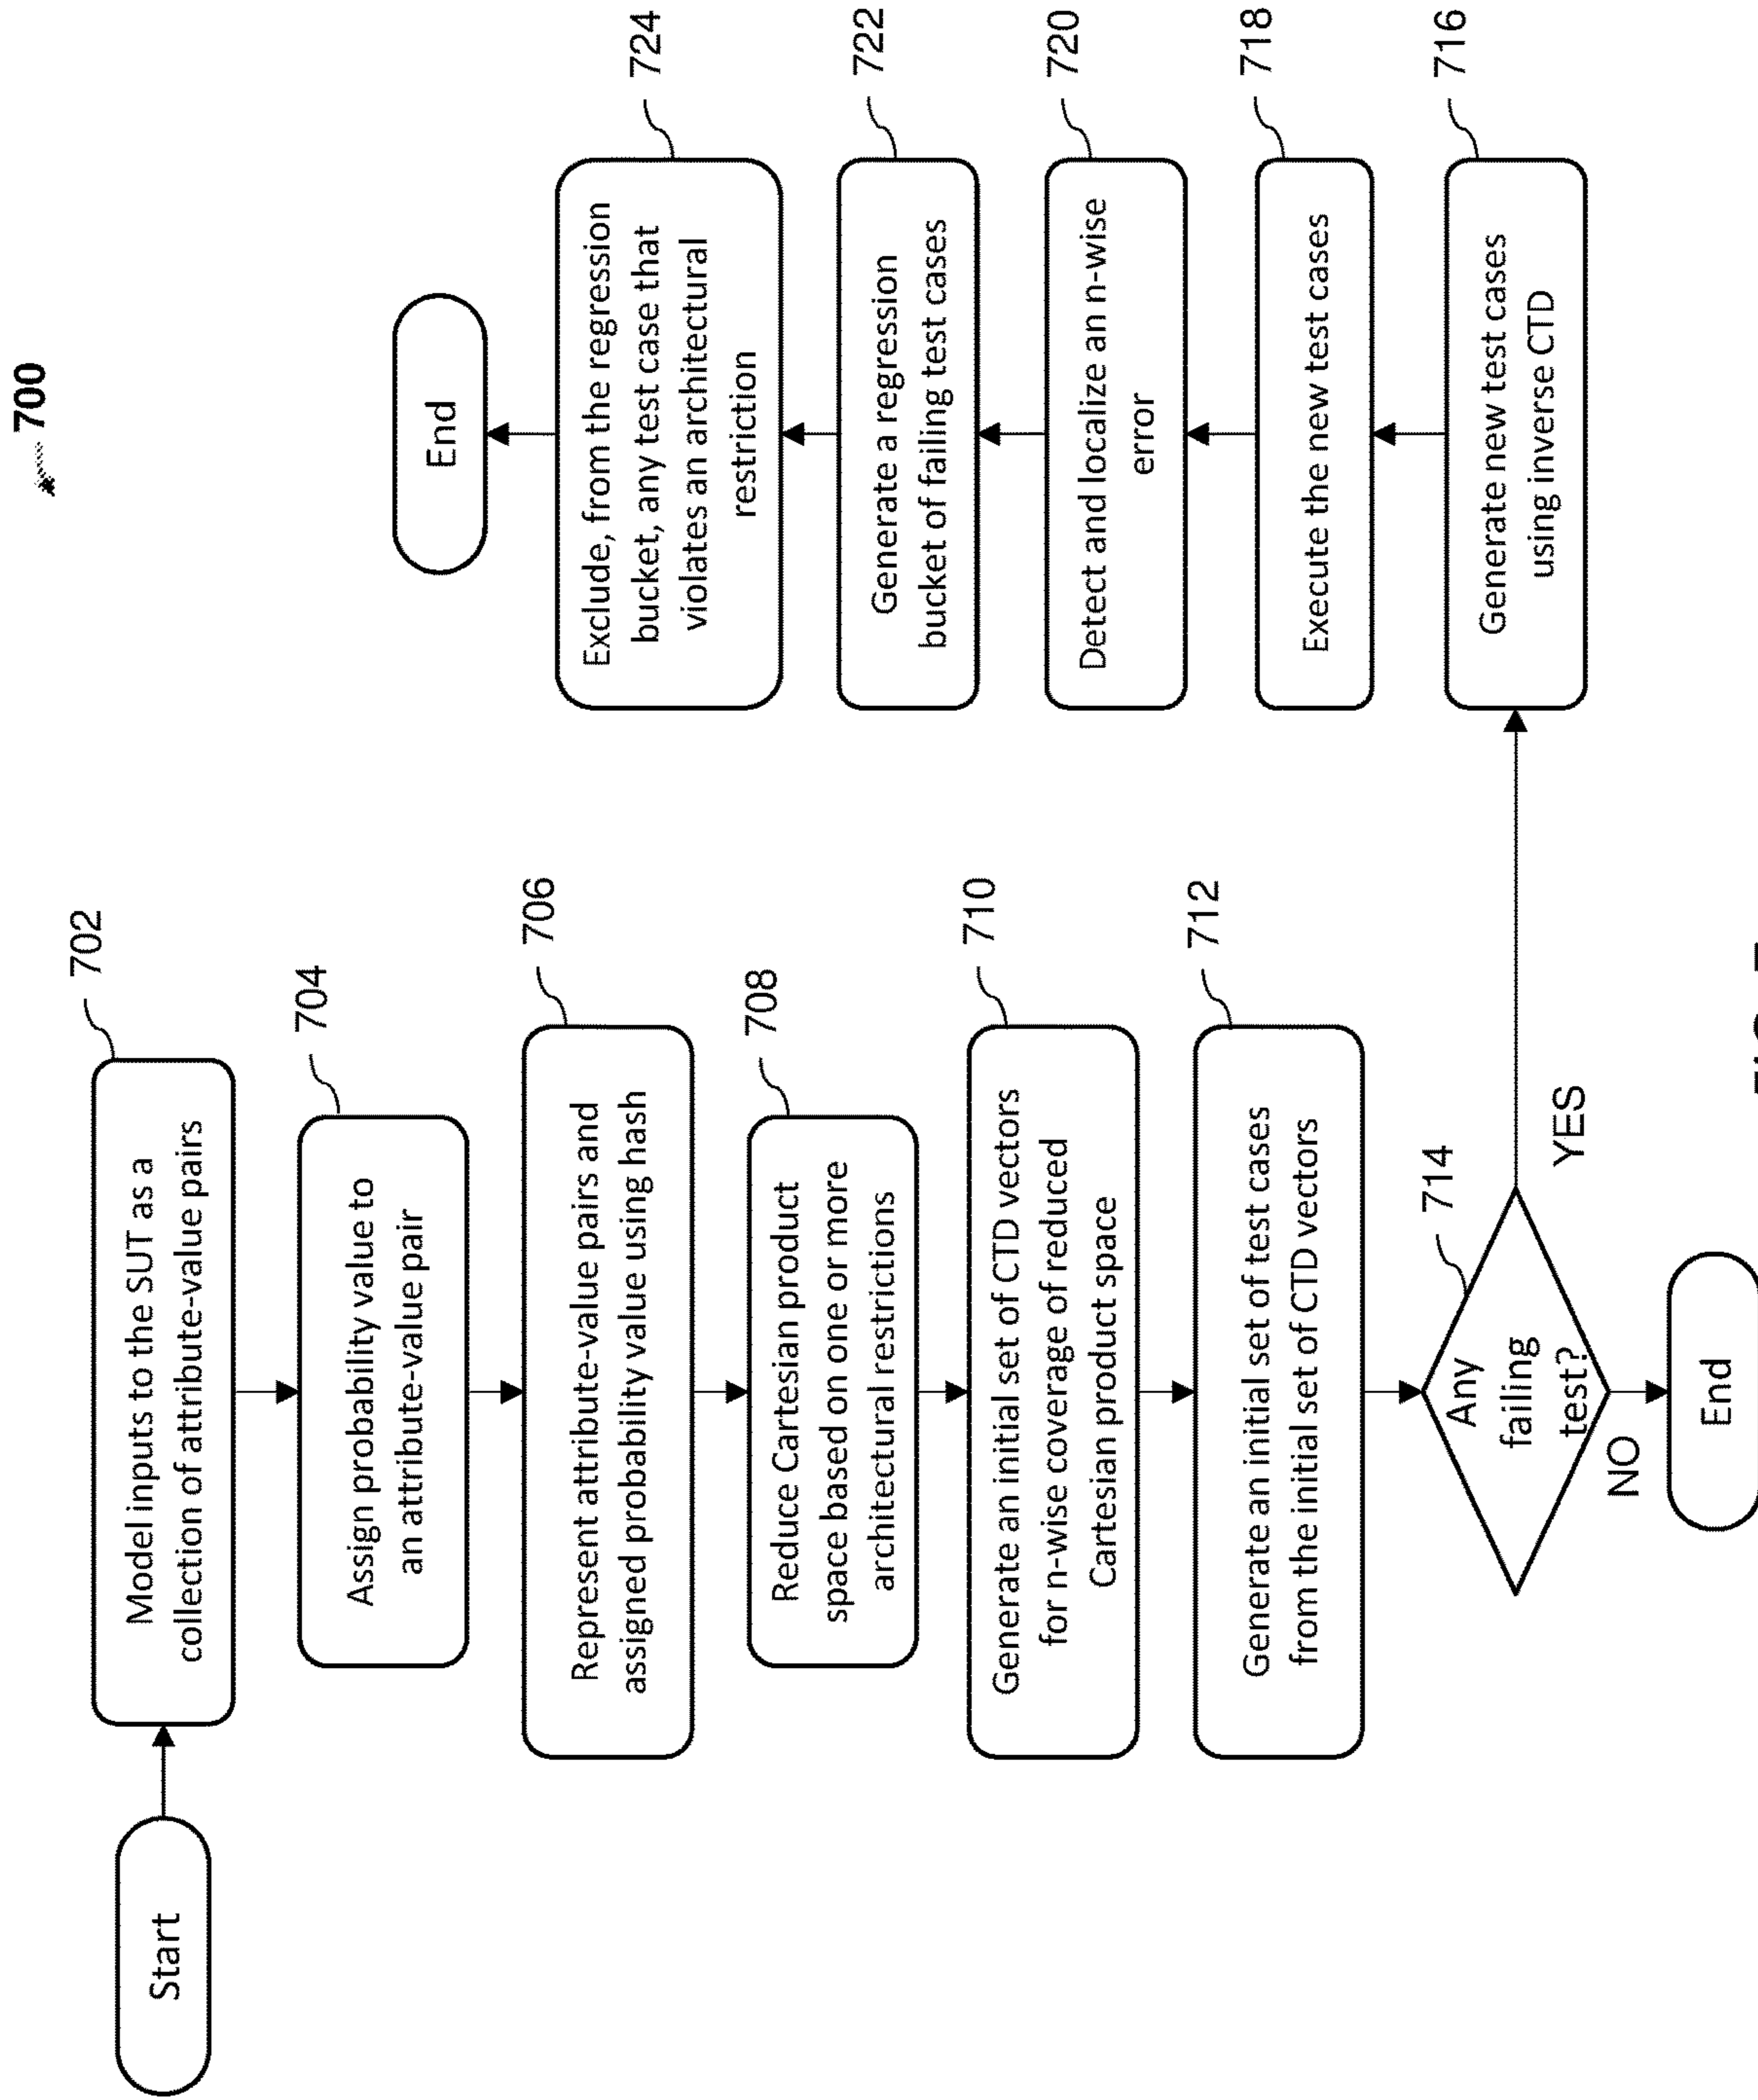 700
Start
Model inputs to the SUT as a
collection of attribute-value pairs
702
Assign probability value to
an attribute-value pair
704
Represent attribute-value pairs and
assigned probability value using hash
706
Reduce Cartesian product
space based on one or more
architectural restrictions
708
Generate an initial set of CTD vectors
for n-wise coverage of reduced
Cartesian product space
710
Generate an initial set of test cases
from the initial set of CTD vectors
712
Any
failing
test?
714
NO
End
YES
Generate new test cases
using inverse CTD
716
Execute the new test cases
718
Detect and localize an n-wise
error
720
Generate a regression
bucket of failing test cases
722
Exclude, from the regression
bucket, any test case that
violates an architectural
restriction
724
End